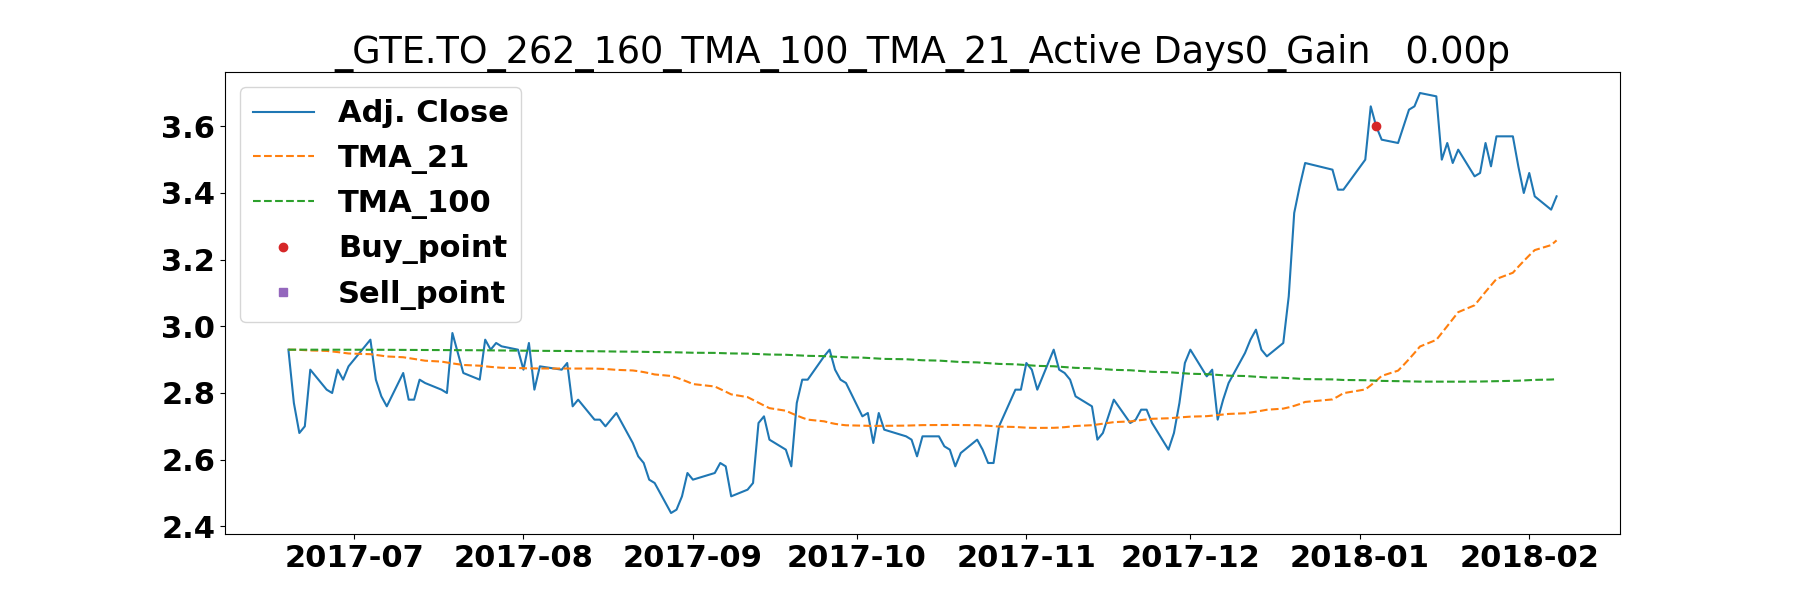 _GTE.TO_262_160_TMA_100_TMA_21_Active Days0_Gain   0.00p
Adj. Close
TMA_21
TMA_100
Buy_point
Sell_point
3.6
3.4
3.2
3.0
2.8
2.6
2.4
2017-07 2017-08 2017-09 2017-10 2017-11 2017-12 2018-01 2018-02